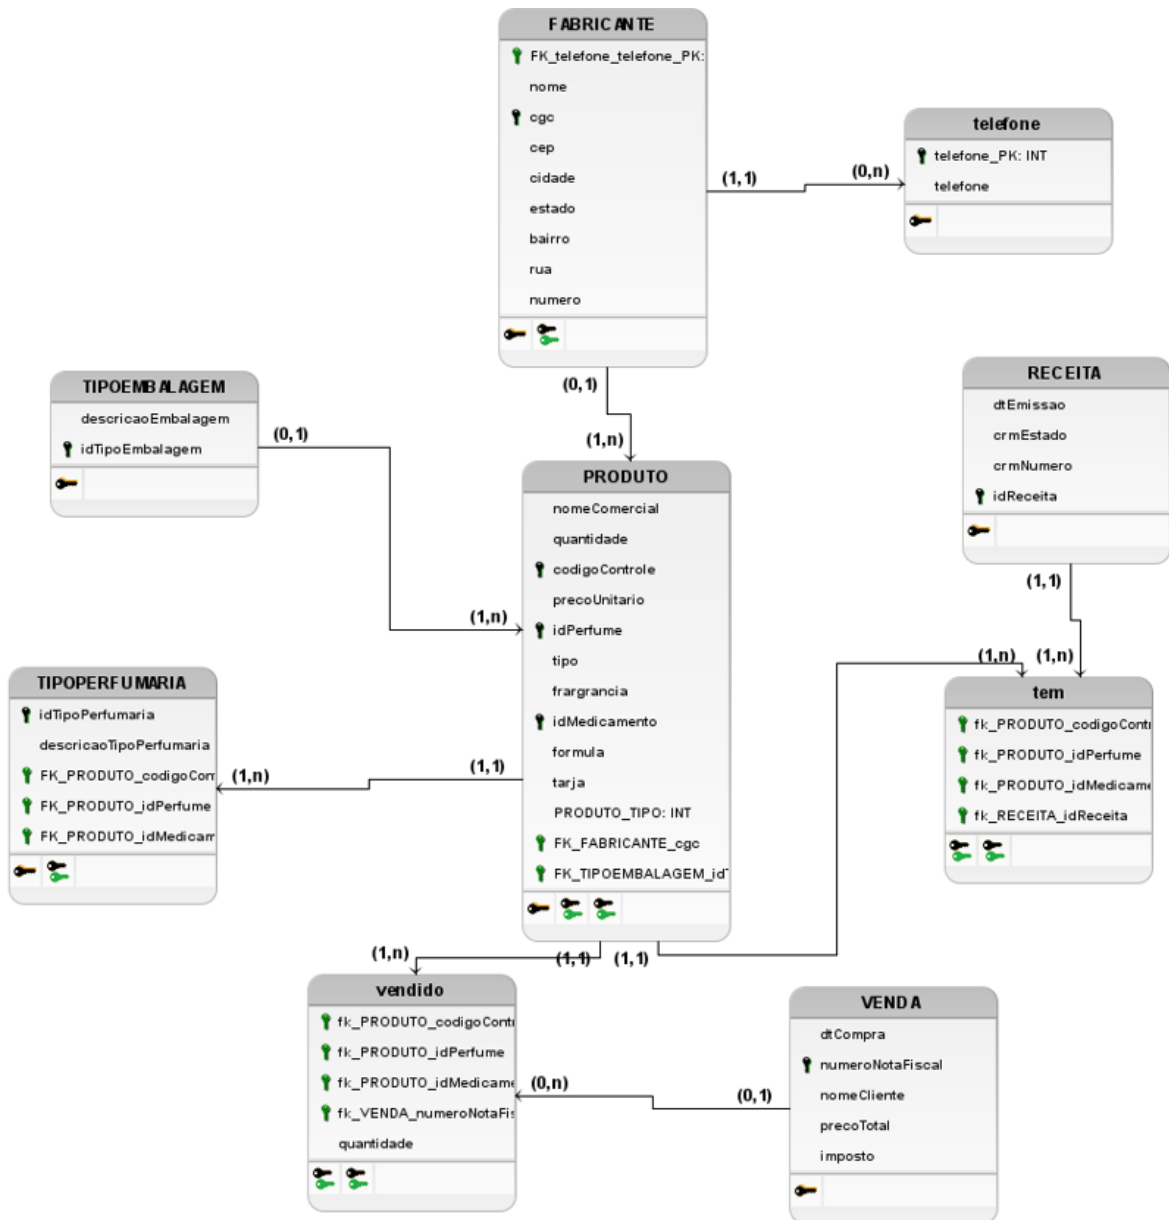 FABRICANTE
FK_telefone_telefone_PK:
nome
cgc
cep
cidade
estado
bairro
rua
numero
telefone
telefone_PK: INT
telefone
(1,1)
(0,n)
(0,1)
(1,n)
TIPOEMBALAGEM
descricaoEmbalagem
idTipoEmbalagem
(0,1)
(1,n)
RECEITA
dtEmissao
crmEstado
crmNumero
idReceita
(1,1)
(1,n)
(1,n)
PRODUTO
nomeComercial
quantidade
codigoControle
precoUnitario
idPerfume
tipo
frargrancia
idMedicamento
formula
tarja
PRODUTO_TIPO: INT
FK_FABRICANTE_cgc
FK_TIPOEMBALAGEM_idT
TIPOPERFUMARIA
idTipoPerfumaria
descricaoTipoPerfumaria
FK_PRODUTO_codigoCon
FK_PRODUTO_idPerfume
FK_PRODUTO_idMedicam
(1,n)
(1,1)
tem
fk_PRODUTO_codigoContr
fk_PRODUTO_idPerfume
fk_PRODUTO_idMedicame
fk_RECEITA_idReceita
(1,n)
(1,1)
(1,1)
vendido
fk_PRODUTO_codigoContr
fk_PRODUTO_idPerfume
fk_PRODUTO_idMedicame
fk_VENDA_numeroNotaFis
quantidade
(0,n)
(0,1)
VENDA
dtCompra
numeroNotaFiscal
nomeCliente
precoTotal
imposto